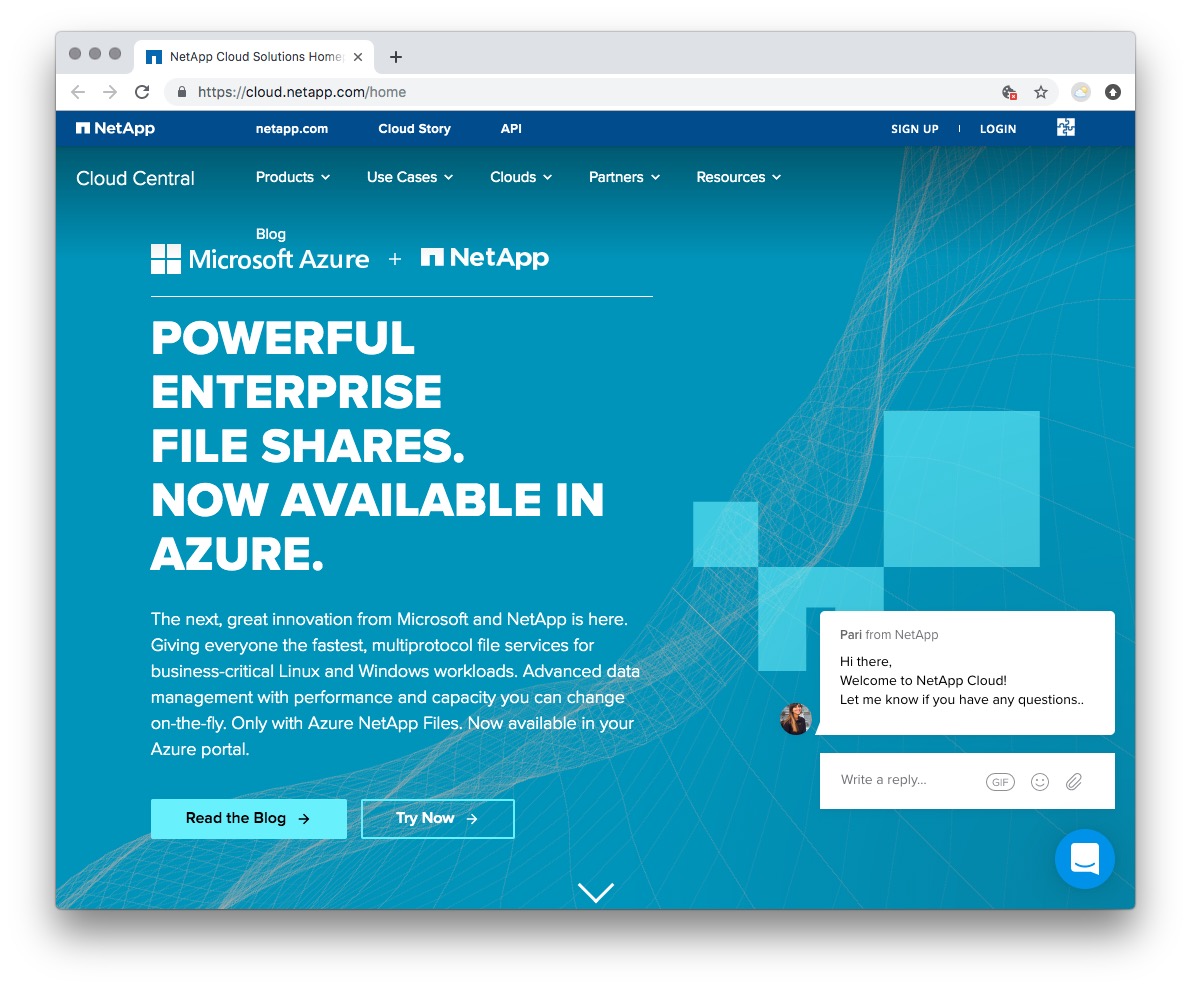 NetApp Cloud Solutions Home
https://cloud.netapp.com/home
NetApp
netapp.com
Cloud Story
API
SIGN UP
LOGIN
Cloud Central
Products
Use Cases
Clouds
Partners
Resources
Blog
Microsoft Azure + NetApp
POWERFUL
ENTERPRISE
FILE SHARES.
NOW AVAILABLE IN
AZURE.
The next, great innovation from Microsoft and NetApp is here.
Giving everyone the fastest, multiprotocol file services for
business-critical Linux and Windows workloads. Advanced data
management with performance and capacity you can change
on-the-fly. Only with Azure NetApp Files. Now available in your
Azure portal.
Read the Blog →
Try Now →
Pari from NetApp
Hi there,
Welcome to NetApp Cloud!
Let me know if you have any questions..
Write a reply...
GIF